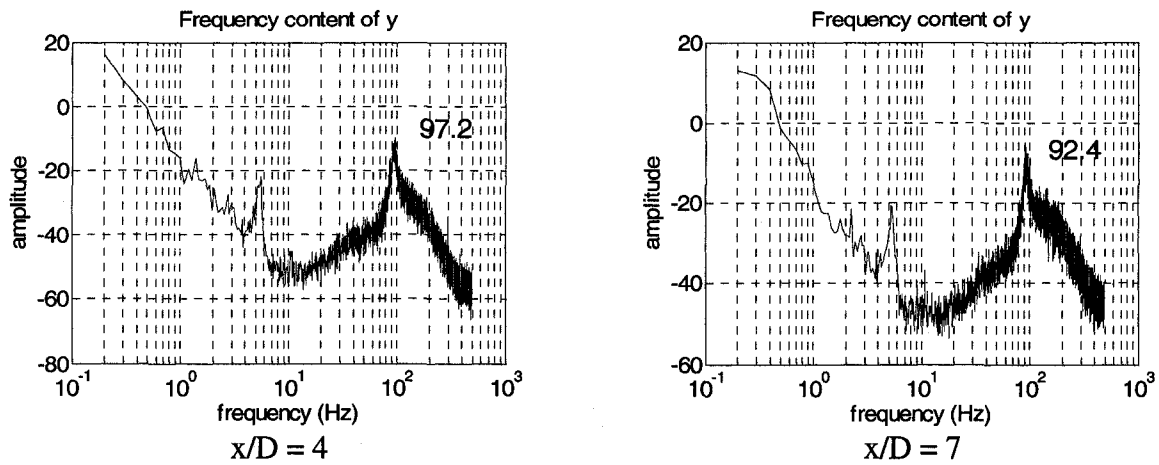 Frequency content of y
20
0
-20
-40
-60
-80
amplitude
97.2
10^-1
10^0
10^1
10^2
10^3
frequency (Hz)
x/D = 4
Frequency content of y
20
0
-20
-40
-60
amplitude
92.4
10^-1
10^0
10^1
10^2
10^3
frequency (Hz)
x/D = 7